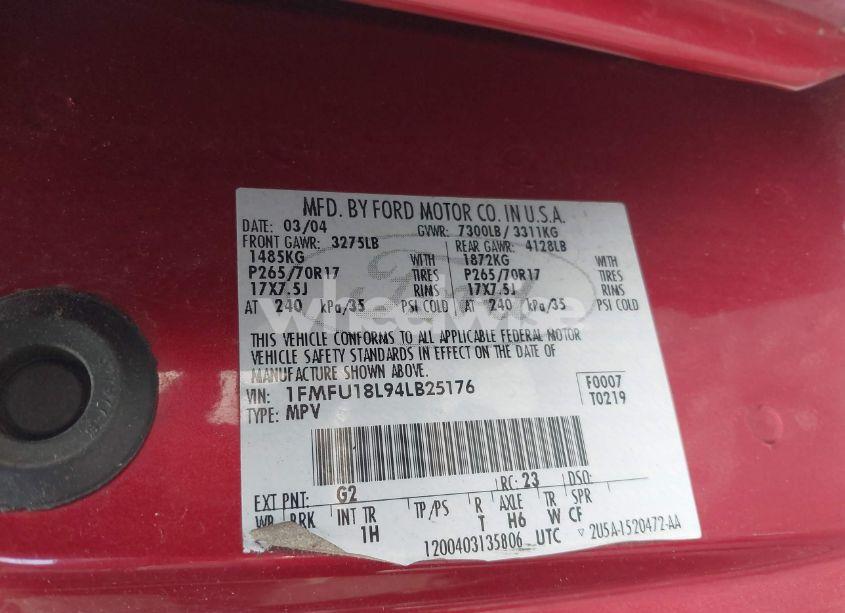 MFD. BY FORD MOTOR CO. IN U.S.A.
DATE: 03/04 GVWR: 7300LB/ 3311KG
FRONT GAWR: 3275LB REAR GAWR: 4128LB
1485KG WITH 1872KG WITH
P265/70R17 TIRES P265/70R17 TIRES
17X7.5J RIMS 17X7.5J RIMS
AT 240 kPa/35 PSI COLD AT 240 kPa/35 PSI COLD
THIS VEHICLE CONFORMS TO ALL APPLICABLE FEDERAL MOTOR
VEHICLE SAFETY STANDARDS IN EFFECT ON THE DATE OF
MANUFACTURE SHOWN ABOVE.
VIN: 1FMFU18L94LB25176 F0007
TYPE: MPV T0219
RC: 23 DSO:
EXT PNT: G2
WB BRK INT TR TP/PS R AXLE TR SPR
1H T H6 W CF
1200403135806 UTC ▽ 2U5A-1520472-AA